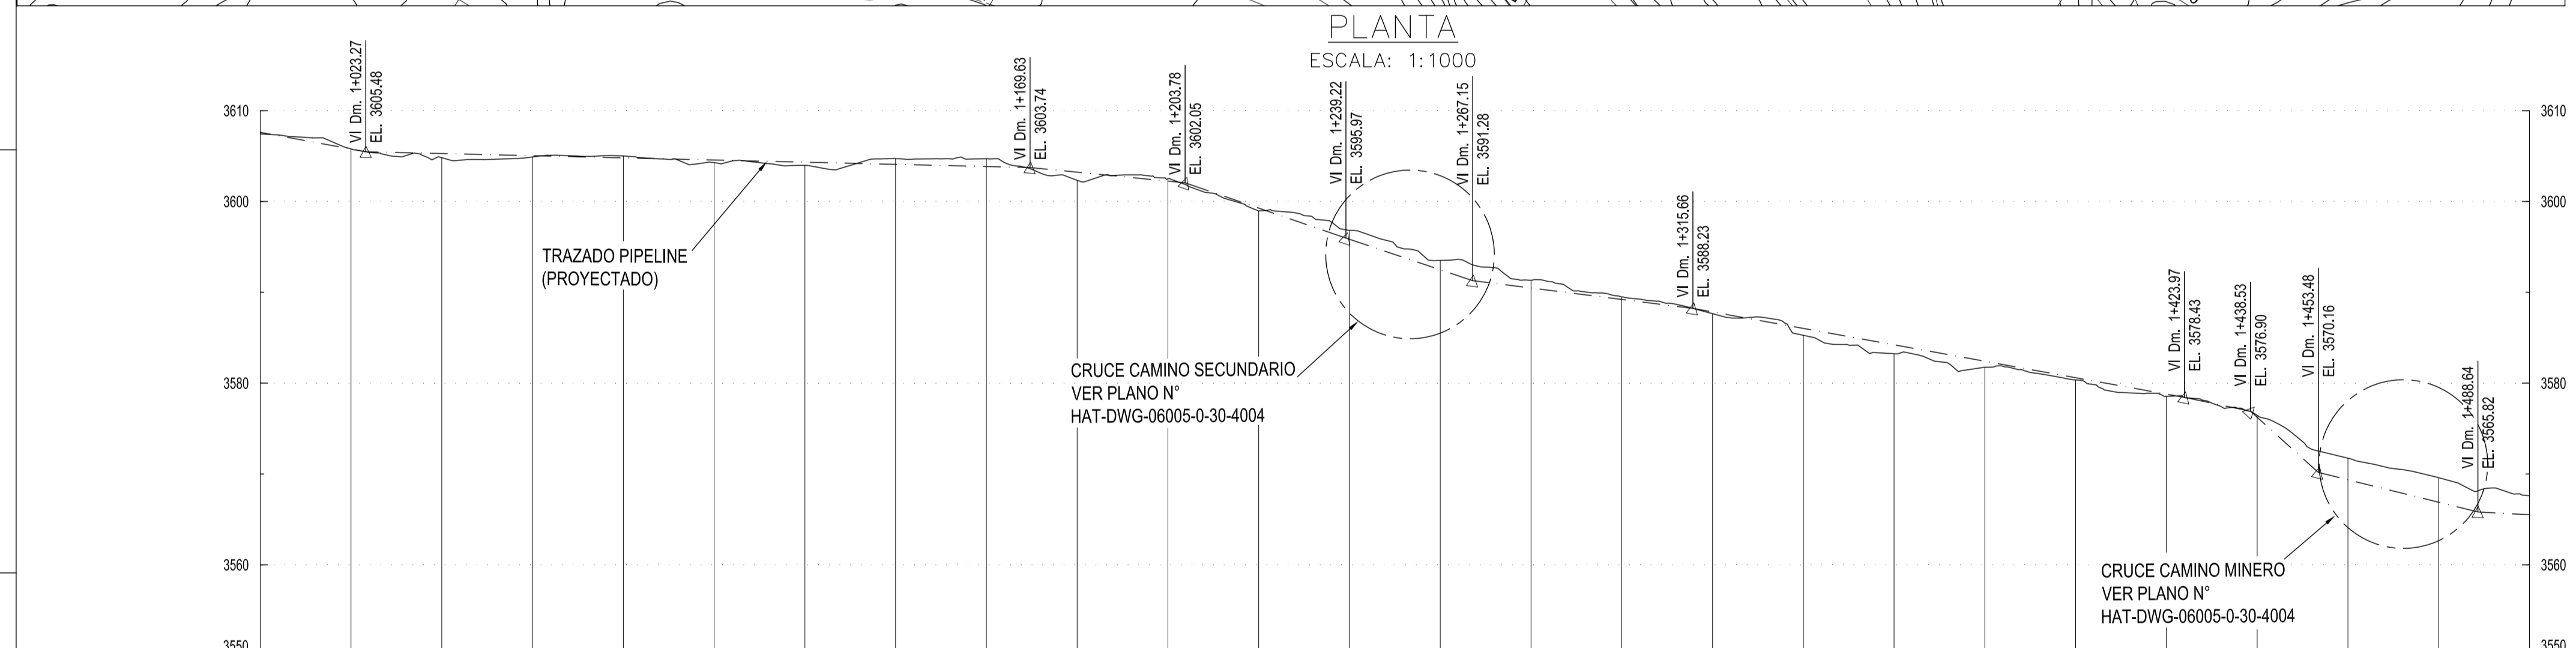 PLANTA
ESCALA: 1:1000
VI Dm. 1+023.27
EL. 3605.48
VI Dm. 1+169.63
EL. 3603.74
VI Dm. 1+203.78
EL. 3602.05
VI Dm. 1+239.22
EL. 3595.97
VI Dm. 1+267.15
EL. 3591.28
VI Dm. 1+315.66
EL. 3588.23
VI Dm. 1+423.97
EL. 3578.43
VI Dm. 1+438.53
EL. 3576.90
VI Dm. 1+453.48
EL. 3570.16
VI Dm. 1+488.64
EL. 3565.82
3610
3610
3600
3600
TRAZADO PIPELINE
(PROYECTADO)
CRUCE CAMINO SECUNDARIO
VER PLANO N°
HAT-DWG-06005-0-30-4004
3580
3580
3560
3560
CRUCE CAMINO MINERO
VER PLANO N°
HAT-DWG-06005-0-30-4004
3550
3550